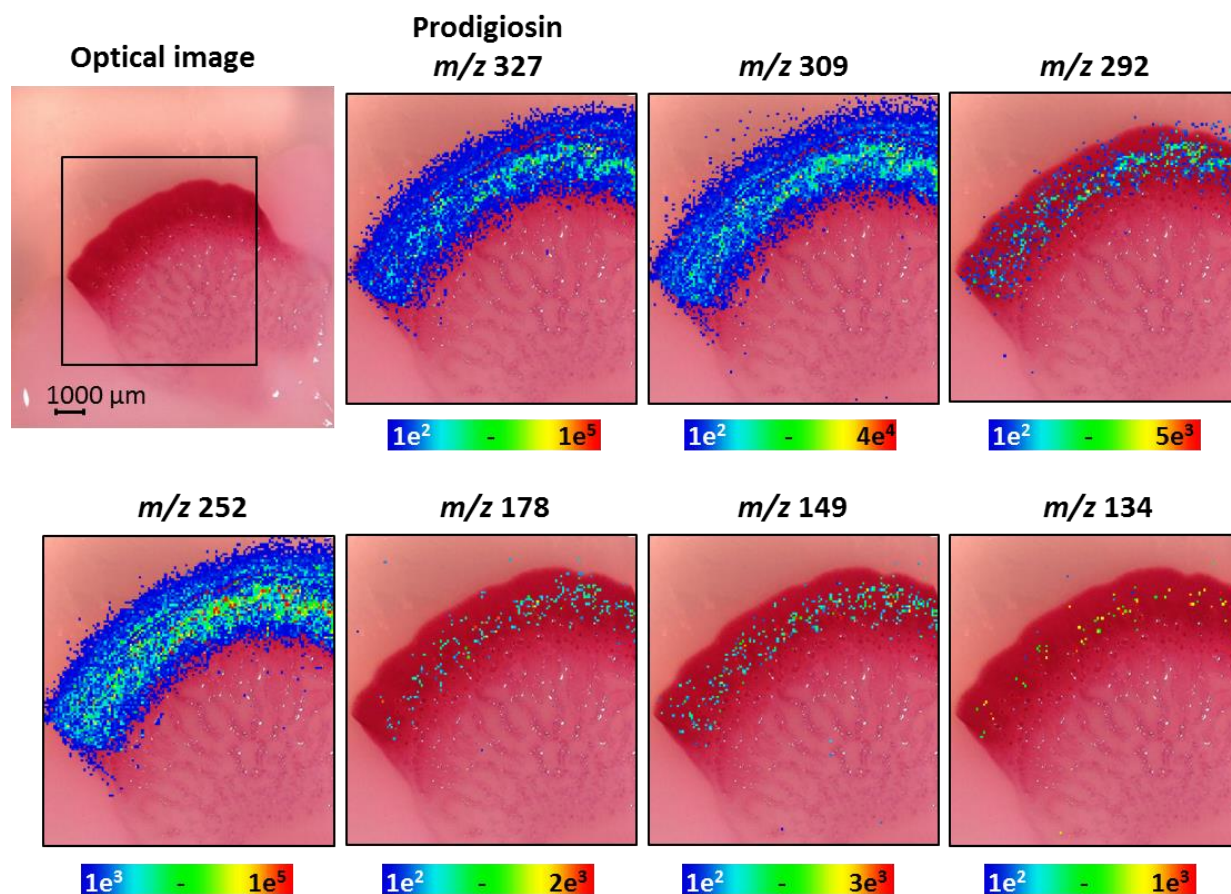 Optical image
Prodigiosin
m/z 327
m/z 309
m/z 292
1000 µm
1e² - 1e⁵
1e² - 4e⁴
1e² - 5e³
m/z 252
m/z 178
m/z 149
m/z 134
1e³ - 1e⁵
1e² - 2e³
1e² - 3e³
1e² - 1e³